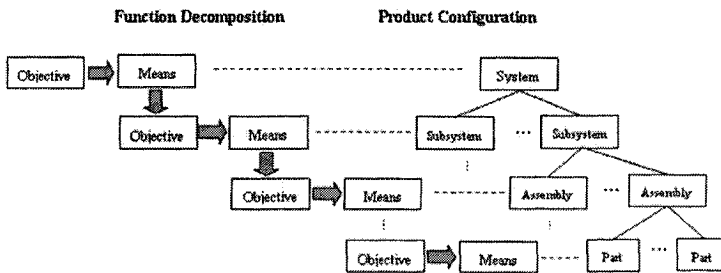 Function Decomposition Product Configuration
Objective Means System
Objective Means Subsystem ... Subsystem
Objective Means Assembly ... Assembly
Objective Means Part ... Part